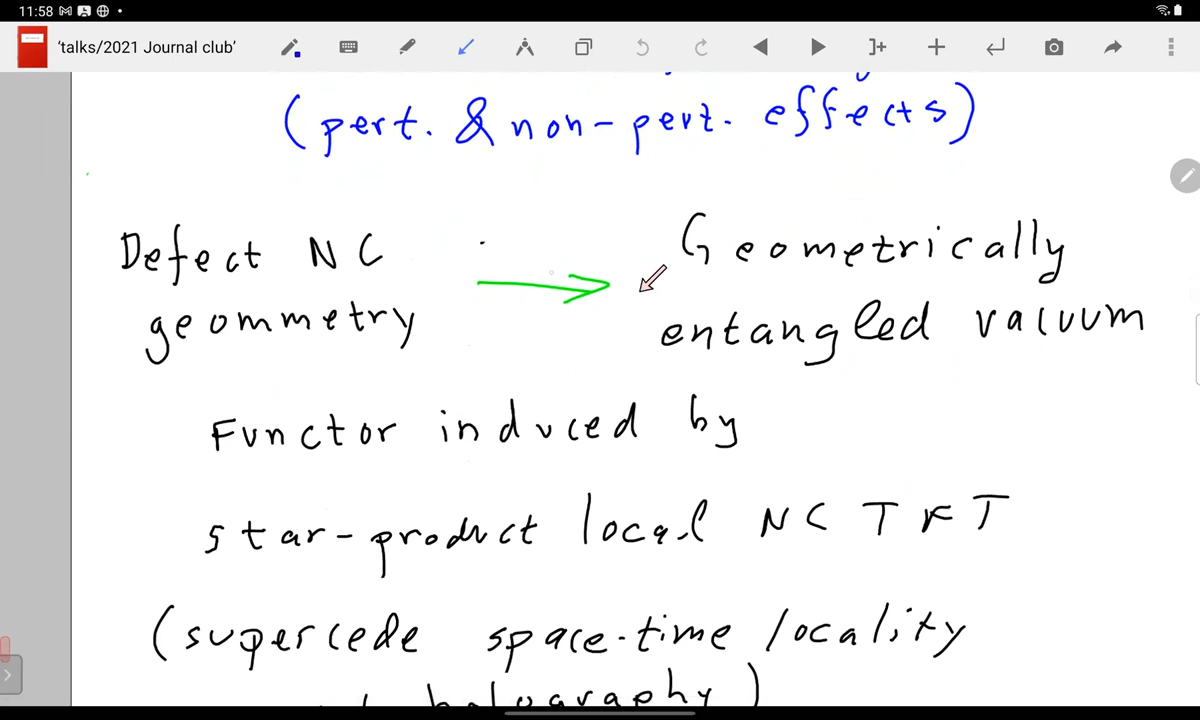 11:58
'talks/2021 Journal club'
(pert. & non-pert. effects)
Defect NC
geommetry
Geometrically
entangled vacuum
Functor induced by
star-product local NC TFT
(supercede space-time locality
holography)